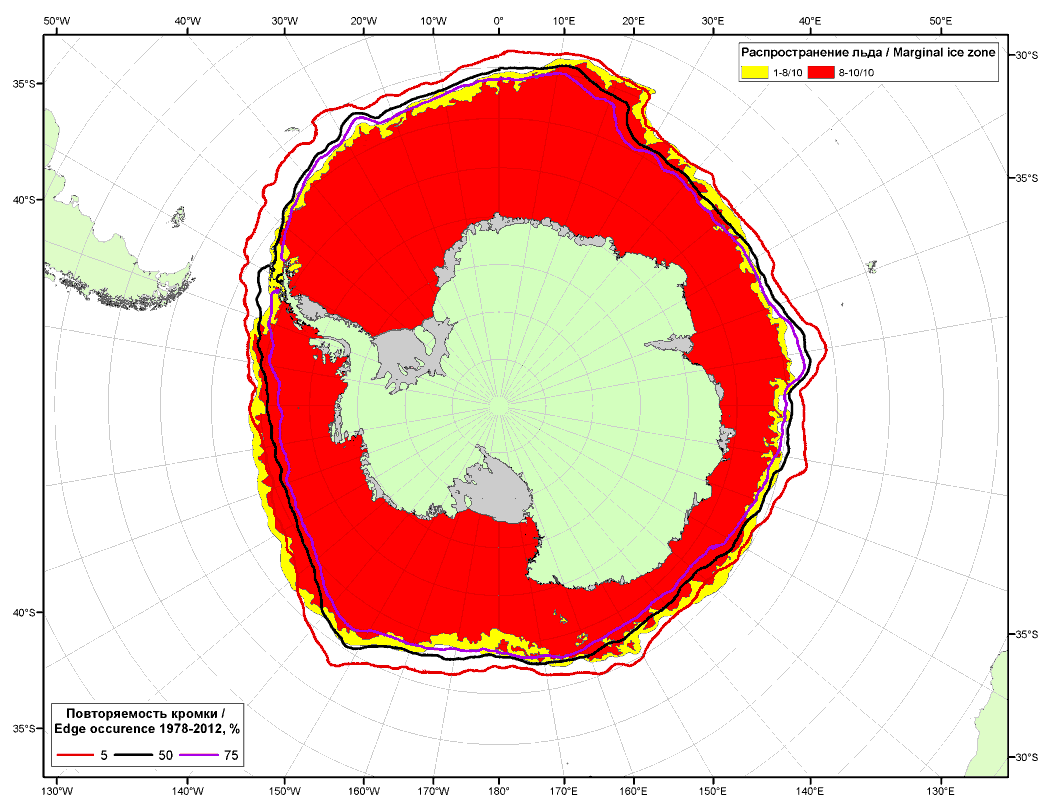 50°W 40°W 30°W 20°W 10°W 0° 10°E 20°E 30°E 40°E 50°E
30°S
Распространение льда / Marginal ice zone
1-8/10 8-10/10
35°S
35°S
40°S
40°S
35°S
35°S
30°S
Повторяемость кромки /
Edge occurence 1978-2012, %
5 50 75
130°W 140°W 150°W 160°W 170°W 180° 170°E 160°E 150°E 140°E 130°E